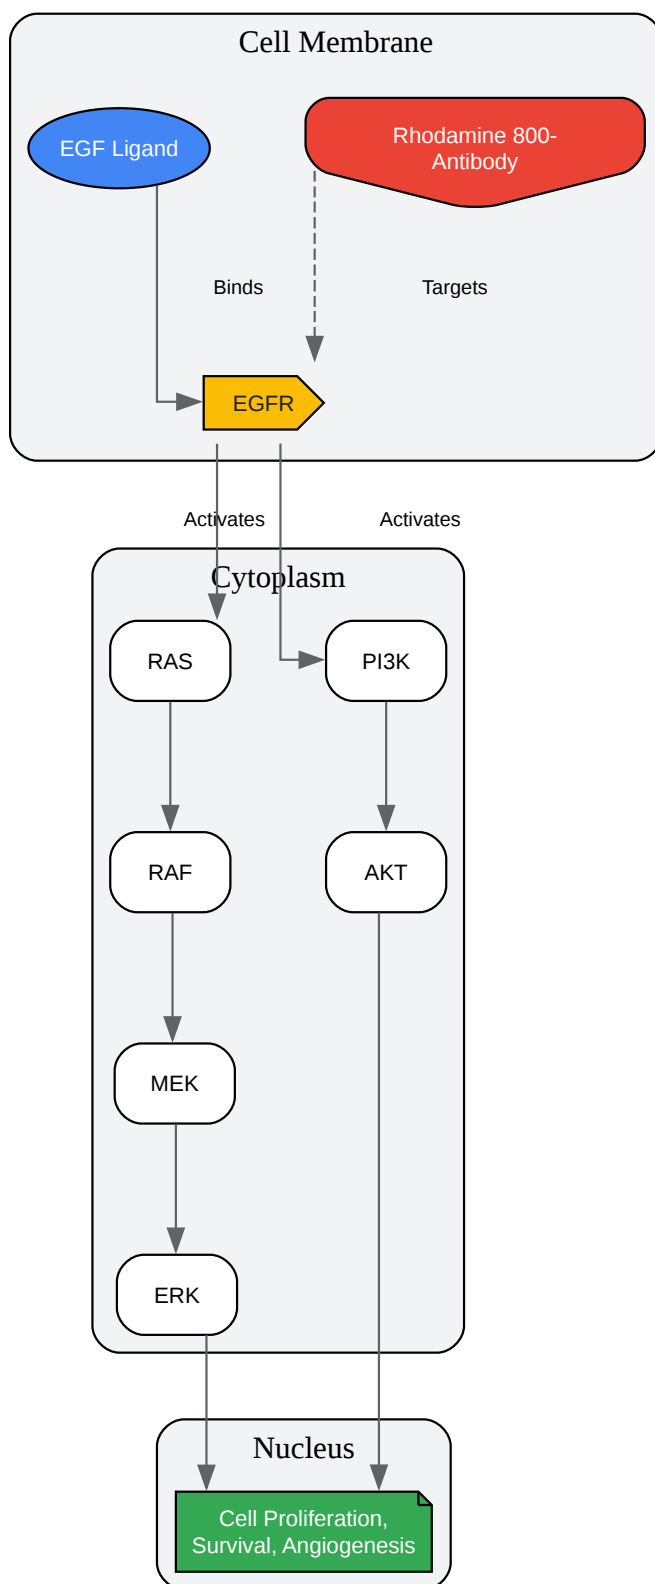 Cell Membrane
EGF Ligand
Rhodamine 800-
Antibody
Binds
Targets
EGFR
Activates
Activates
Cytoplasm
RAS
PI3K
RAF
AKT
MEK
ERK
Nucleus
Cell Proliferation,
Survival, Angiogenesis